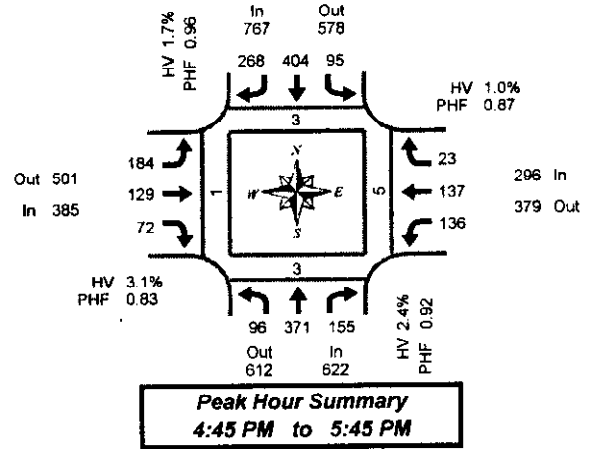 In Out
767 578
HV 1.7%
PHF 0.96
268 404 95
HV 1.0%
PHF 0.87
3
184
129
72
Out 501
In 385
1
N
W E
S
5
23
137
136
296 In
379 Out
3
HV 3.1%
PHF 0.83
96 371 155
Out In
612 622
HV 2.4%
PHF 0.92
Peak Hour Summary
4:45 PM to 5:45 PM